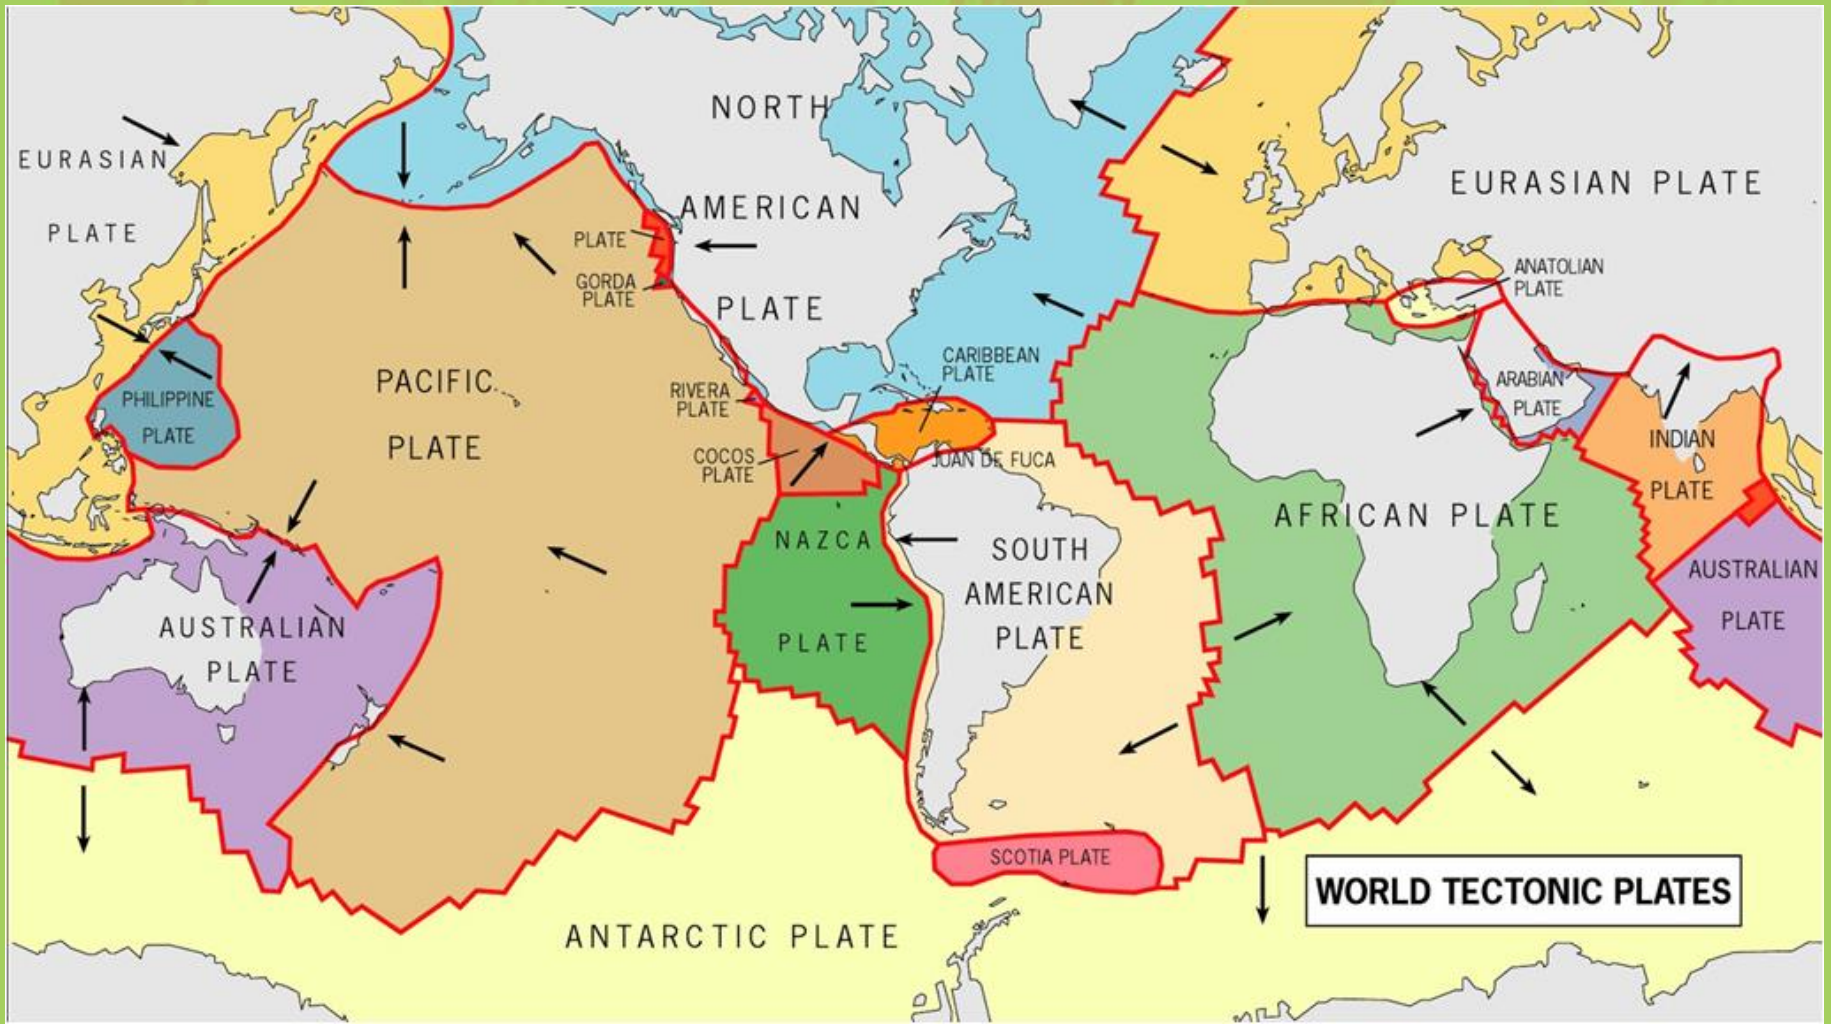 NORTH
AMERICAN
PLATE
EURASIAN
PLATE
EURASIAN PLATE
PLATE
GORDA
PLATE
ANATOLIAN
PLATE
PACIFIC
PLATE
PHILIPPINE
PLATE
RIVERA
PLATE
CARIBBEAN
PLATE
COCOS
PLATE
JUAN DE FUCA
ARABIAN
PLATE
INDIAN
PLATE
AFRICAN PLATE
NAZCA
PLATE
SOUTH
AMERICAN
PLATE
AUSTRALIAN
PLATE
AUSTRALIAN
PLATE
SCOTIA PLATE
ANTARCTIC PLATE
WORLD TECTONIC PLATES